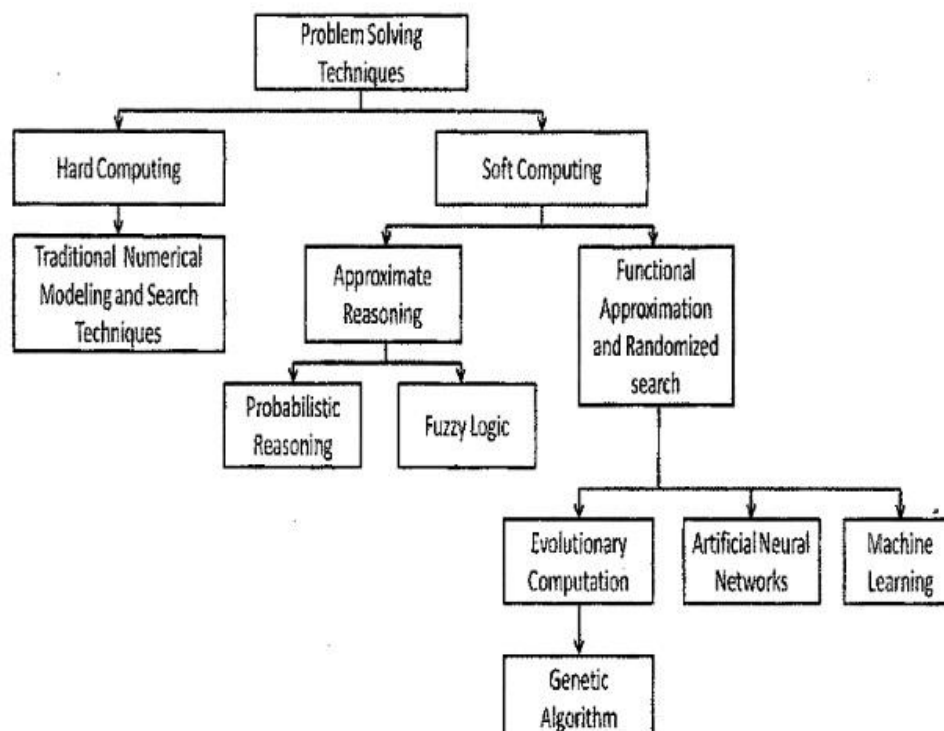 Problem Solving
Techniques
Hard Computing
Soft Computing
Traditional Numerical
Modeling and Search
Techniques
Approximate
Reasoning
Functional
Approximation
and Randomized
search
Probabilistic
Reasoning
Fuzzy Logic
Evolutionary
Computation
Artificial Neural
Networks
Machine
Learning
Genetic
Algorithm